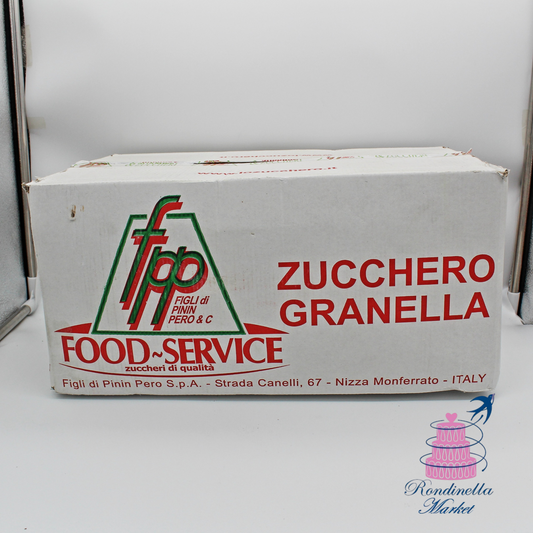 fpp
FIGLI di
PININ
PERO & C
FOOD~SERVICE
zuccheri di qualità
ZUCCHERO
GRANELLA
Figli di Pinin Pero S.p.A. - Strada Canelli, 67 - Nizza Monferrato - ITALY
Rondinella
Market